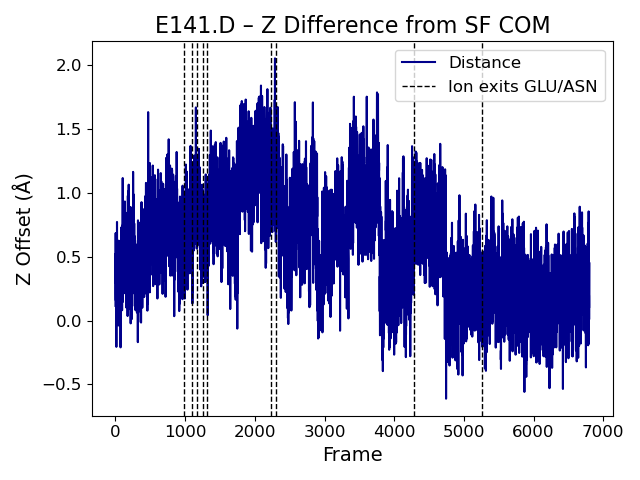 E141.D – Z Difference from SF COM
Distance
Ion exits GLU/ASN
Z Offset (Å)
2.0
1.5
1.0
0.5
0.0
−0.5
0 1000 2000 3000 4000 5000 6000 7000
Frame